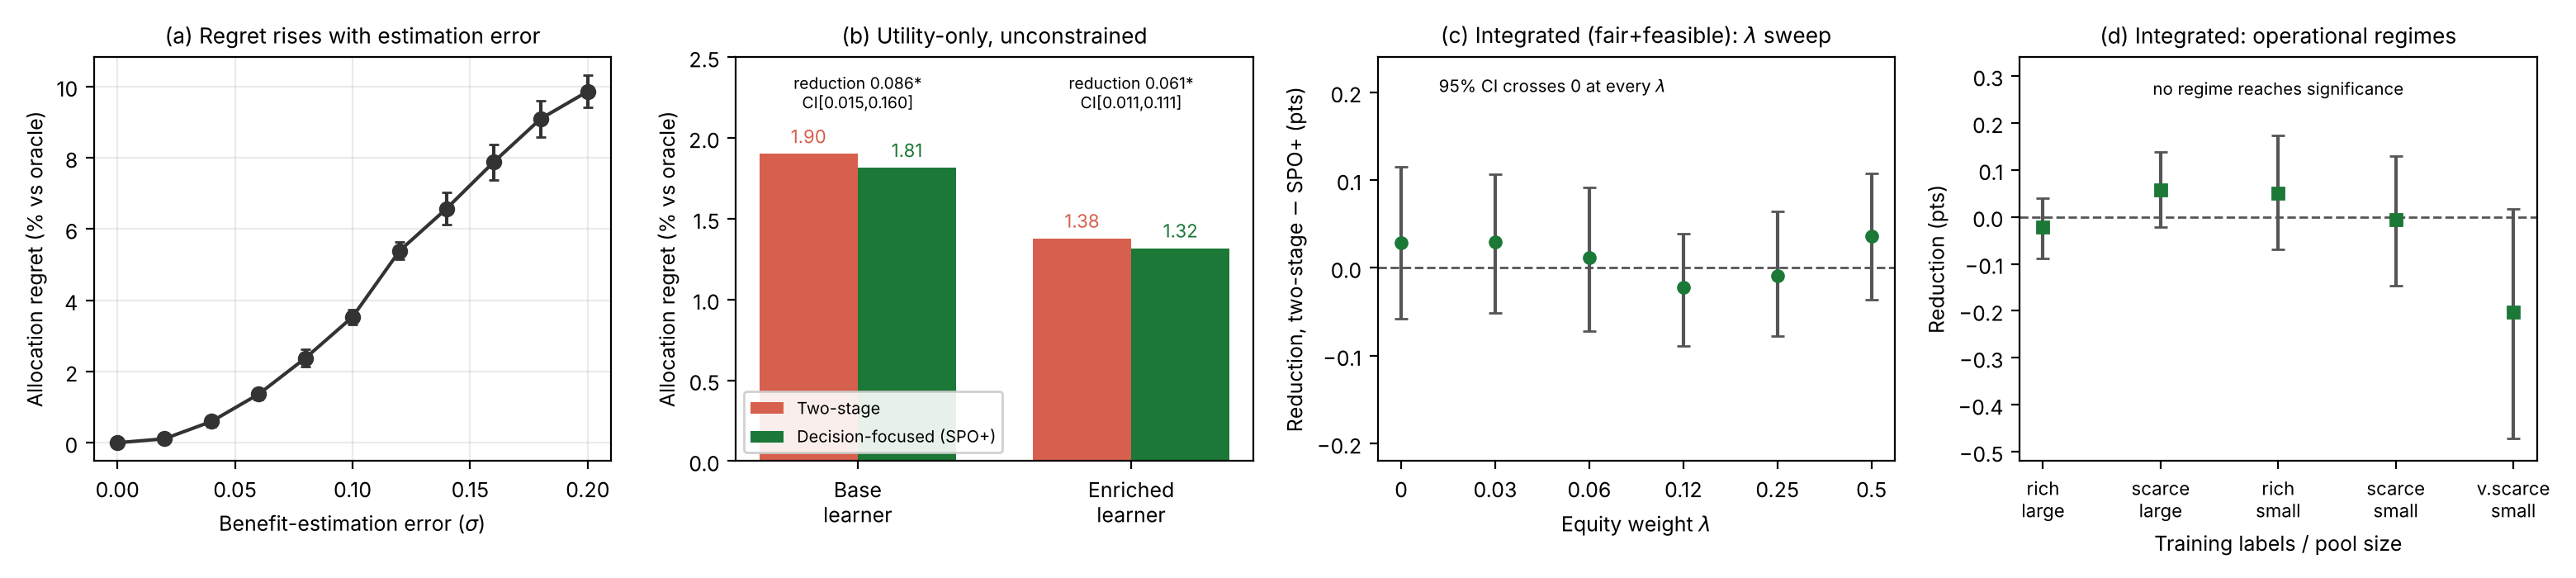 (a) Regret rises with estimation error
Allocation regret (% vs oracle)
10
8
6
4
2
0
0.00
0.05
0.10
0.15
0.20
Benefit-estimation error (σ)
(b) Utility-only, unconstrained
Allocation regret (% vs oracle)
2.5
2.0
1.5
1.0
0.5
0.0
reduction 0.086*
CI[0.015,0.160]
reduction 0.061*
CI[0.011,0.111]
1.90
1.81
1.38
1.32
Two-stage
Decision-focused (SPO+)
Base
learner
Enriched
learner
(c) Integrated (fair+feasible): λ sweep
Reduction, two-stage − SPO+ (pts)
95% CI crosses 0 at every λ
0.2
0.1
0.0
−0.1
−0.2
0
0.03
0.06
0.12
0.25
0.5
Equity weight λ
(d) Integrated: operational regimes
Reduction (pts)
no regime reaches significance
0.3
0.2
0.1
0.0
−0.1
−0.2
−0.3
−0.4
−0.5
rich
large
scarce
large
rich
small
scarce
small
v.scarce
small
Training labels / pool size